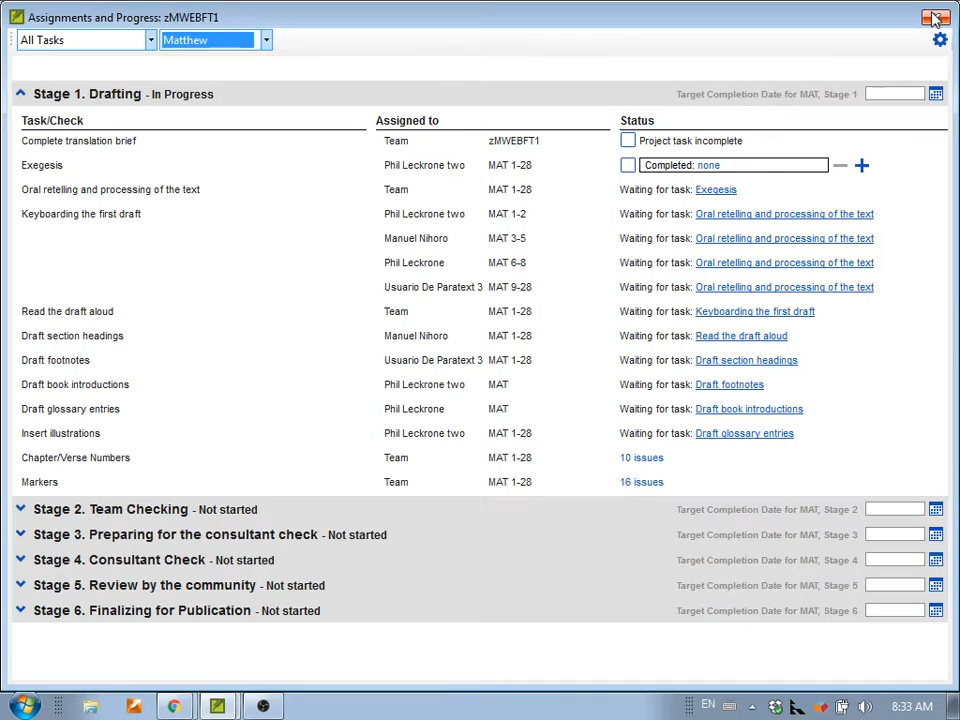 Assignments and Progress: zMWEBFT1
All Tasks Matthew
Stage 1. Drafting - In Progress Target Completion Date for MAT, Stage 1
Task/Check Assigned to Status
Complete translation brief Team zMWEBFT1 Project task incomplete
Exegesis Phil Leckrone two MAT 1-28 Completed: none
Oral retelling and processing of the text Team MAT 1-28 Waiting for task: Exegesis
Keyboarding the first draft Phil Leckrone two MAT 1-2 Waiting for task: Oral retelling and processing of the text
Manuel Nihoro MAT 3-5 Waiting for task: Oral retelling and processing of the text
Phil Leckrone MAT 6-8 Waiting for task: Oral retelling and processing of the text
Usuario De Paratext 3 MAT 9-28 Waiting for task: Oral retelling and processing of the text
Read the draft aloud Team MAT 1-28 Waiting for task: Keyboarding the first draft
Draft section headings Manuel Nihoro MAT 1-28 Waiting for task: Read the draft aloud
Draft footnotes Usuario De Paratext 3 MAT 1-28 Waiting for task: Draft section headings
Draft book introductions Phil Leckrone two MAT Waiting for task: Draft footnotes
Draft glossary entries Phil Leckrone MAT Waiting for task: Draft book introductions
Insert illustrations Phil Leckrone two MAT 1-28 Waiting for task: Draft glossary entries
Chapter/Verse Numbers Team MAT 1-28 10 issues
Markers Team MAT 1-28 16 issues
Stage 2. Team Checking - Not started Target Completion Date for MAT, Stage 2
Stage 3. Preparing for the consultant check - Not started Target Completion Date for MAT, Stage 3
Stage 4. Consultant Check - Not started Target Completion Date for MAT, Stage 4
Stage 5. Review by the community - Not started Target Completion Date for MAT, Stage 5
Stage 6. Finalizing for Publication - Not started Target Completion Date for MAT, Stage 6
EN 8:33 AM